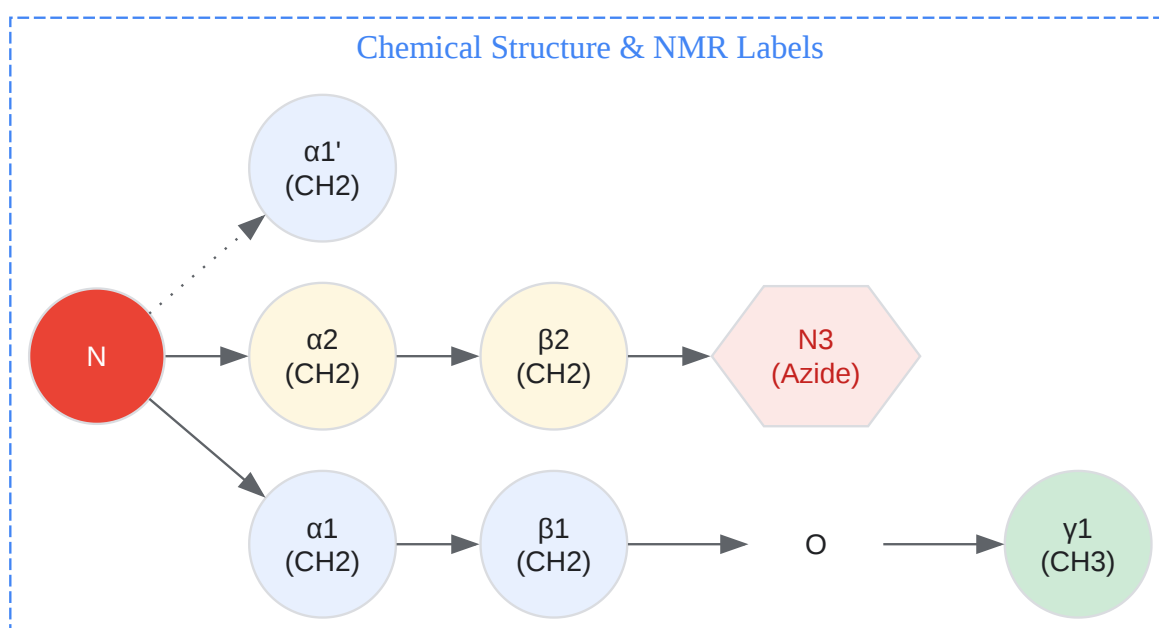 Chemical Structure & NMR Labels
α1'
(CH2)
N
α2
(CH2)
β2
(CH2)
N3
(Azide)
α1
(CH2)
β1
(CH2)
O
γ1
(CH3)